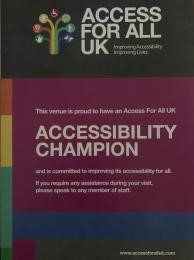 ACCESS
FOR ALL
UK
Improving Accessibility
Improving Lives
This venue is proud to have an Access For All UK
ACCESSIBILITY
CHAMPION
and is committed to improving its accessibility for all.
If you require any assistance during your visit,
please speak to any member of staff.
www.accessforalluk.com